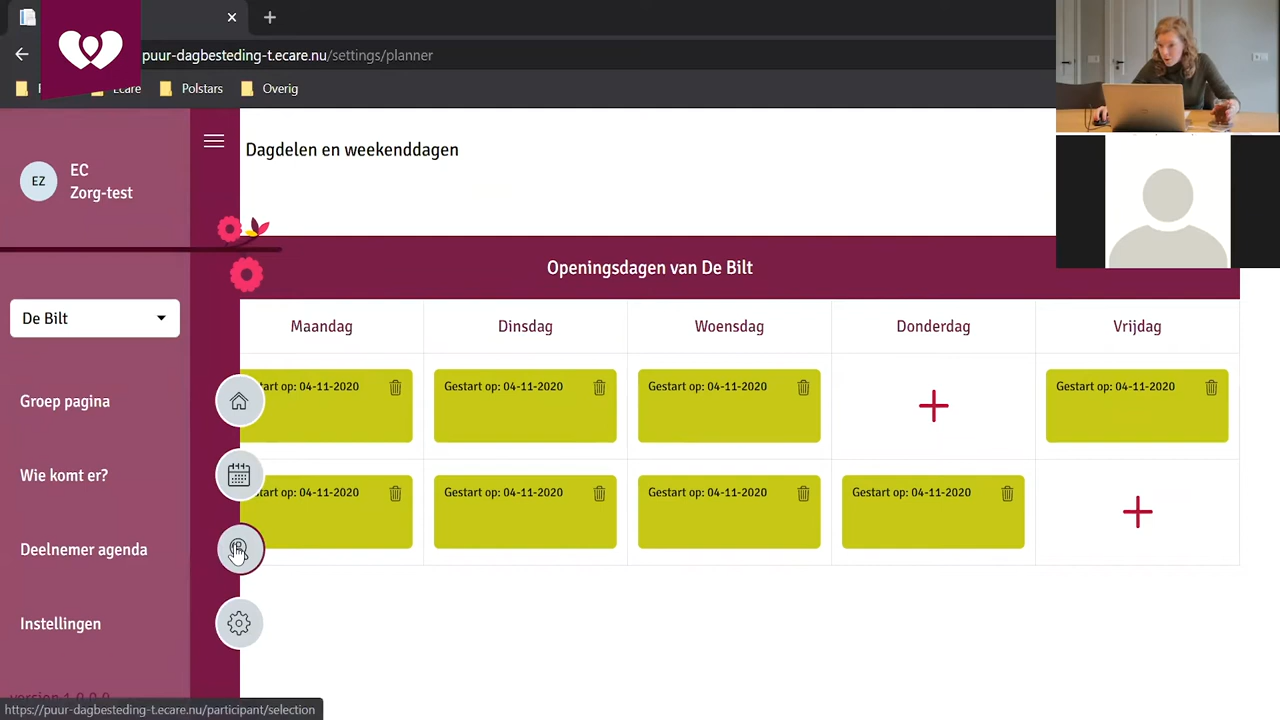 puur-dagbesteding-t.ecare.nu/settings/planner
Ecare
Polstars
Overig
EZ
EC
Zorg-test
Dagdelen en weekenddagen
De Bilt
Groep pagina
Wie komt er?
Deelnemer agenda
Instellingen
Openingsdagen van De Bilt
Maandag Dinsdag Woensdag Donderdag Vrijdag
tart op: 04-11-2020 Gestart op: 04-11-2020 Gestart op: 04-11-2020 Gestart op: 04-11-2020
tart op: 04-11-2020 Gestart op: 04-11-2020 Gestart op: 04-11-2020 Gestart op: 04-11-2020
https://puur-dagbesteding-t.ecare.nu/participant/selection